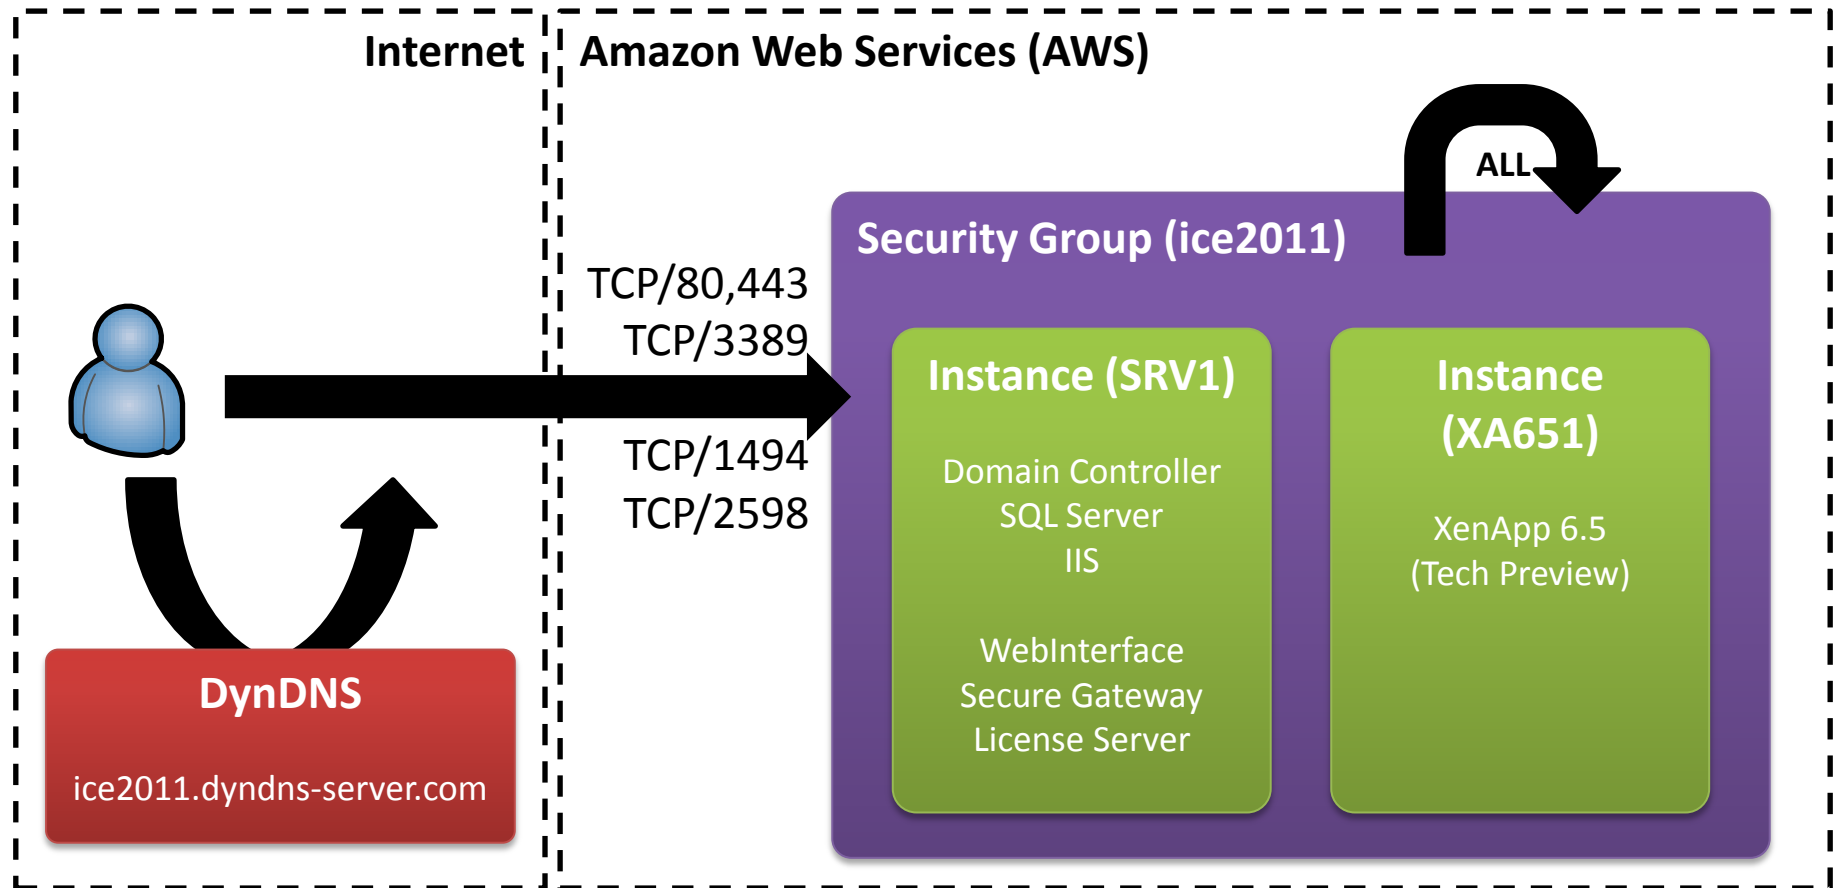 Internet
Amazon Web Services (AWS)
ALL
Security Group (ice2011)
TCP/80,443
TCP/3389
TCP/1494
TCP/2598
Instance (SRV1)
Domain Controller
SQL Server
IIS
WebInterface
Secure Gateway
License Server
Instance
(XA651)
XenApp 6.5
(Tech Preview)
DynDNS
ice2011.dyndns-server.com